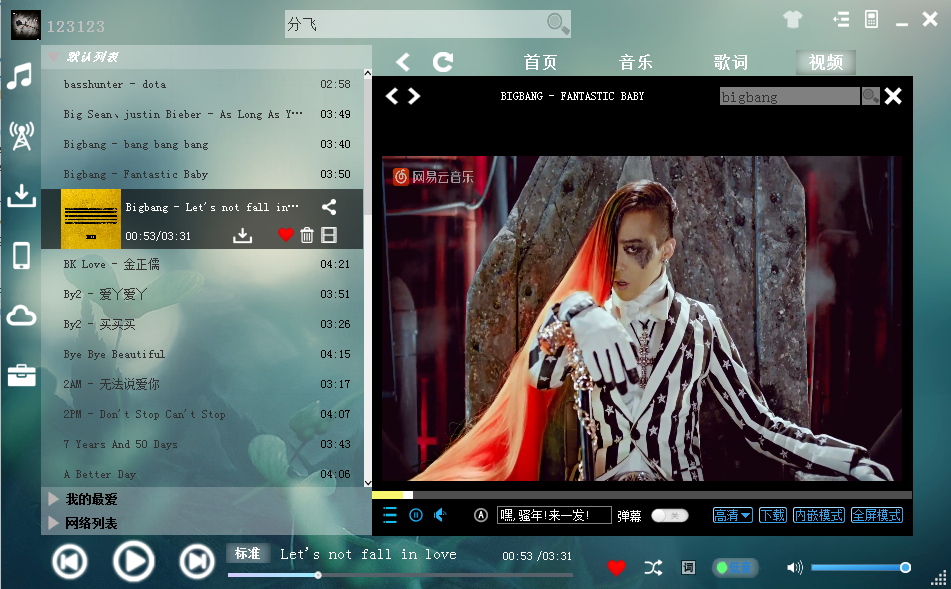 123123
分飞
默认列表
basshunter - dota 02:58
Big Sean、justin Bieber - As Long As Y··· 03:49
Bigbang - bang bang bang 03:40
Bigbang - Fantastic Baby 03:50
Bigbang - Let's not fall in···
00:53/03:31
BK Love - 金正儒 04:21
By2 - 爱丫爱丫 03:51
By2 - 买买买 03:26
Bye Bye Beautiful 04:15
2AM - 无法说爱你 03:17
2PM - Don't Stop Can't Stop 04:07
7 Years And 50 Days 03:43
A Better Day 04:06
我的最爱
网络列表
首页 音乐 歌词 视频
BIGBANG - FANTASTIC BABY bigbang
网易云音乐
A 嘿,骚年!来一发! 弹幕 关 高清 下载 内嵌模式 全屏模式
标准 Let's not fall in love 00:53 /03:31
词